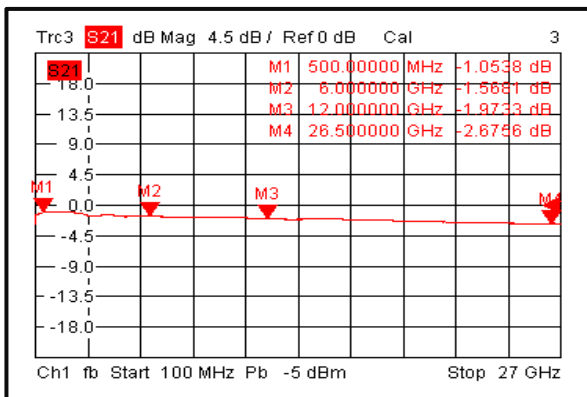 Trc3 S21 dB Mag 4.5 dB / Ref 0 dB Cal 3
S21
M1 500.00000 MHz -1.0538 dB
M2 6.000000 GHz -1.5681 dB
M3 12.000000 GHz -1.9733 dB
M4 26.500000 GHz -2.6756 dB
18.0
13.5
9.0
4.5
0.0
-4.5
-9.0
-13.5
-18.0
M1
M2
M3
M4
Ch1 fb Start 100 MHz Pb -5 dBm Stop 27 GHz